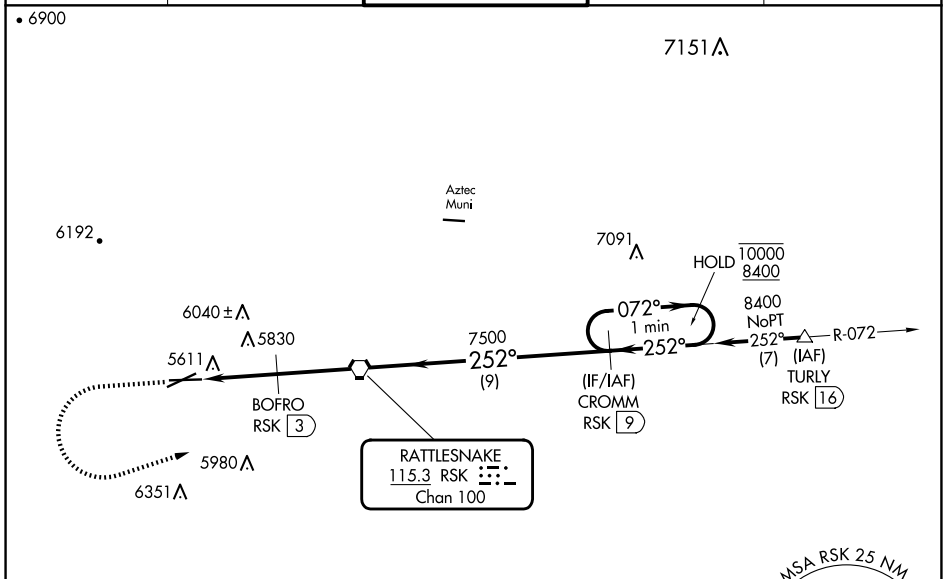 6900
7151
Aztec
Muni
6192
7091
HOLD 10000
8400
6040 ±
072°
1 min
8400
NoPT
5830
7500
252°
252°
R-072
5611
252°
(9)
(7)
(IAF)
TURLY
RSK 16
(IF/IAF)
CROMM
RSK 9
BOFRO
RSK 3
RATTLESNAKE
115.3 RSK
Chan 100
5980
6351
MSA RSK 25 NM